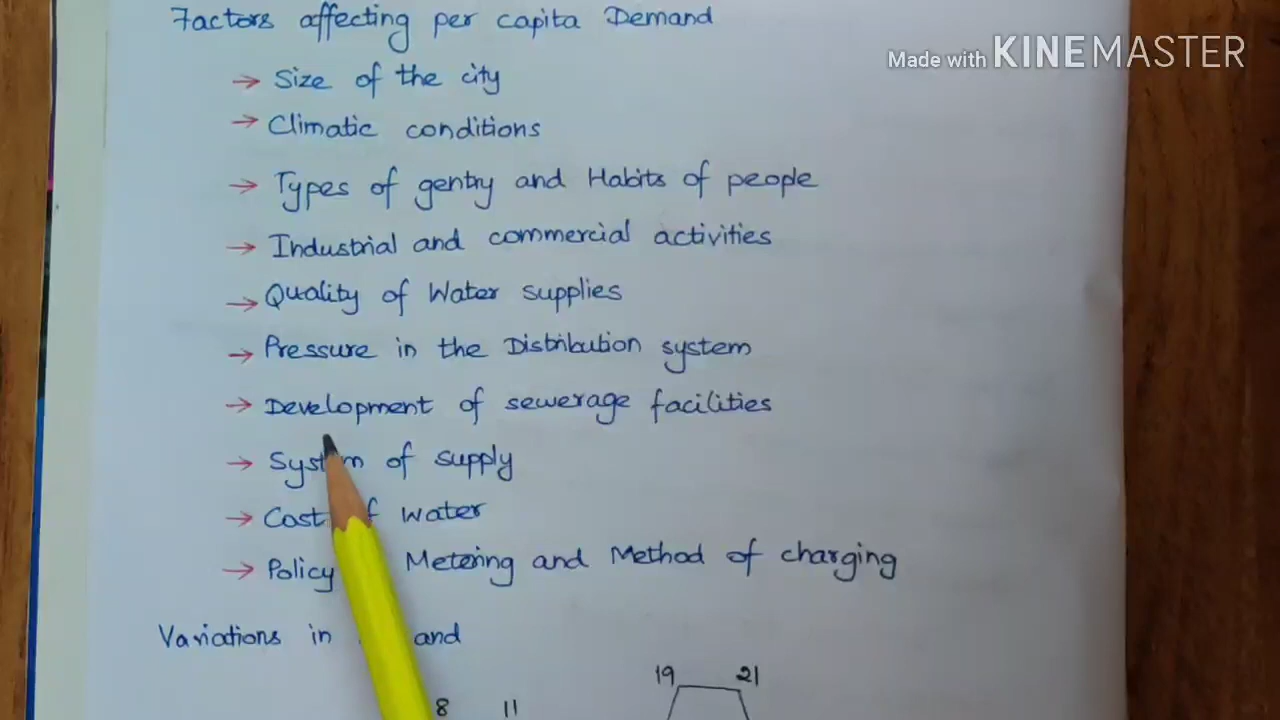 Factors affecting per capita Demand
Made with KINEMASTER
→ Size of the city
→ Climatic conditions
→ Types of gentry and Habits of people
→ Industrial and commercial activities
→ Quality of Water supplies
→ Pressure in the Distribution system
→ Development of sewerage facilities
→ System of supply
→ Cost of water
→ Policy Metering and Method of charging
Variations in
19 21
8 11